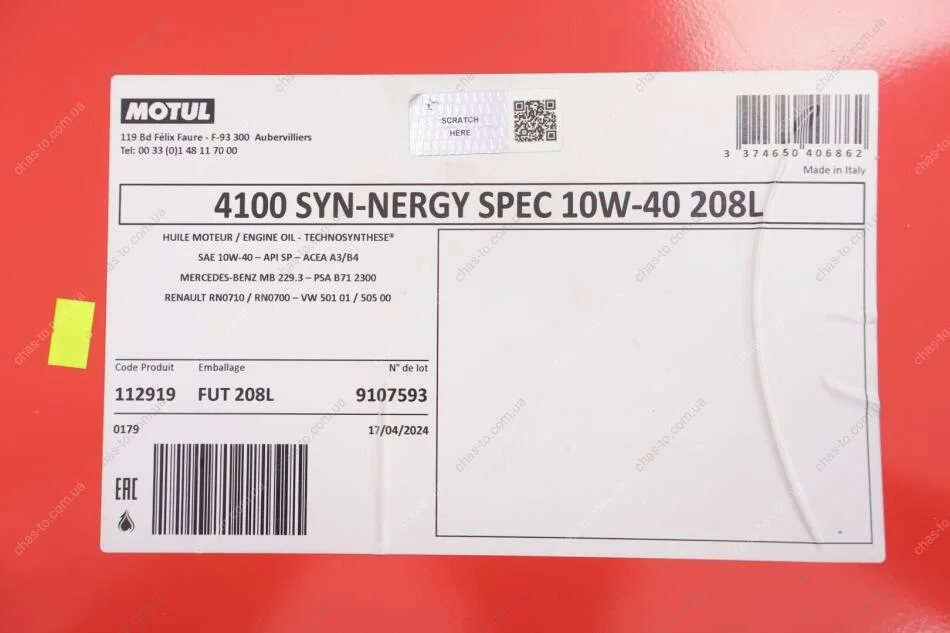 MOTUL
119 Bd Félix Faure - F-93 300 Aubervilliers
Tel: 00 33 (0)1 48 11 70 00
SCRATCH
HERE
3 374650 406862
Made in Italy
4100 SYN-NERGY SPEC 10W-40 208L
HUILE MOTEUR / ENGINE OIL - TECHNOSYNTHESE®
SAE 10W-40 – API SP – ACEA A3/B4
MERCEDES-BENZ MB 229.3 – PSA B71 2300
RENAULT RN0710 / RN0700 – VW 501 01 / 505 00
Code Produit Emballage N° de lot
112919 FUT 208L 9107593
0179 17/04/2024
EAC
chas-to.com.ua